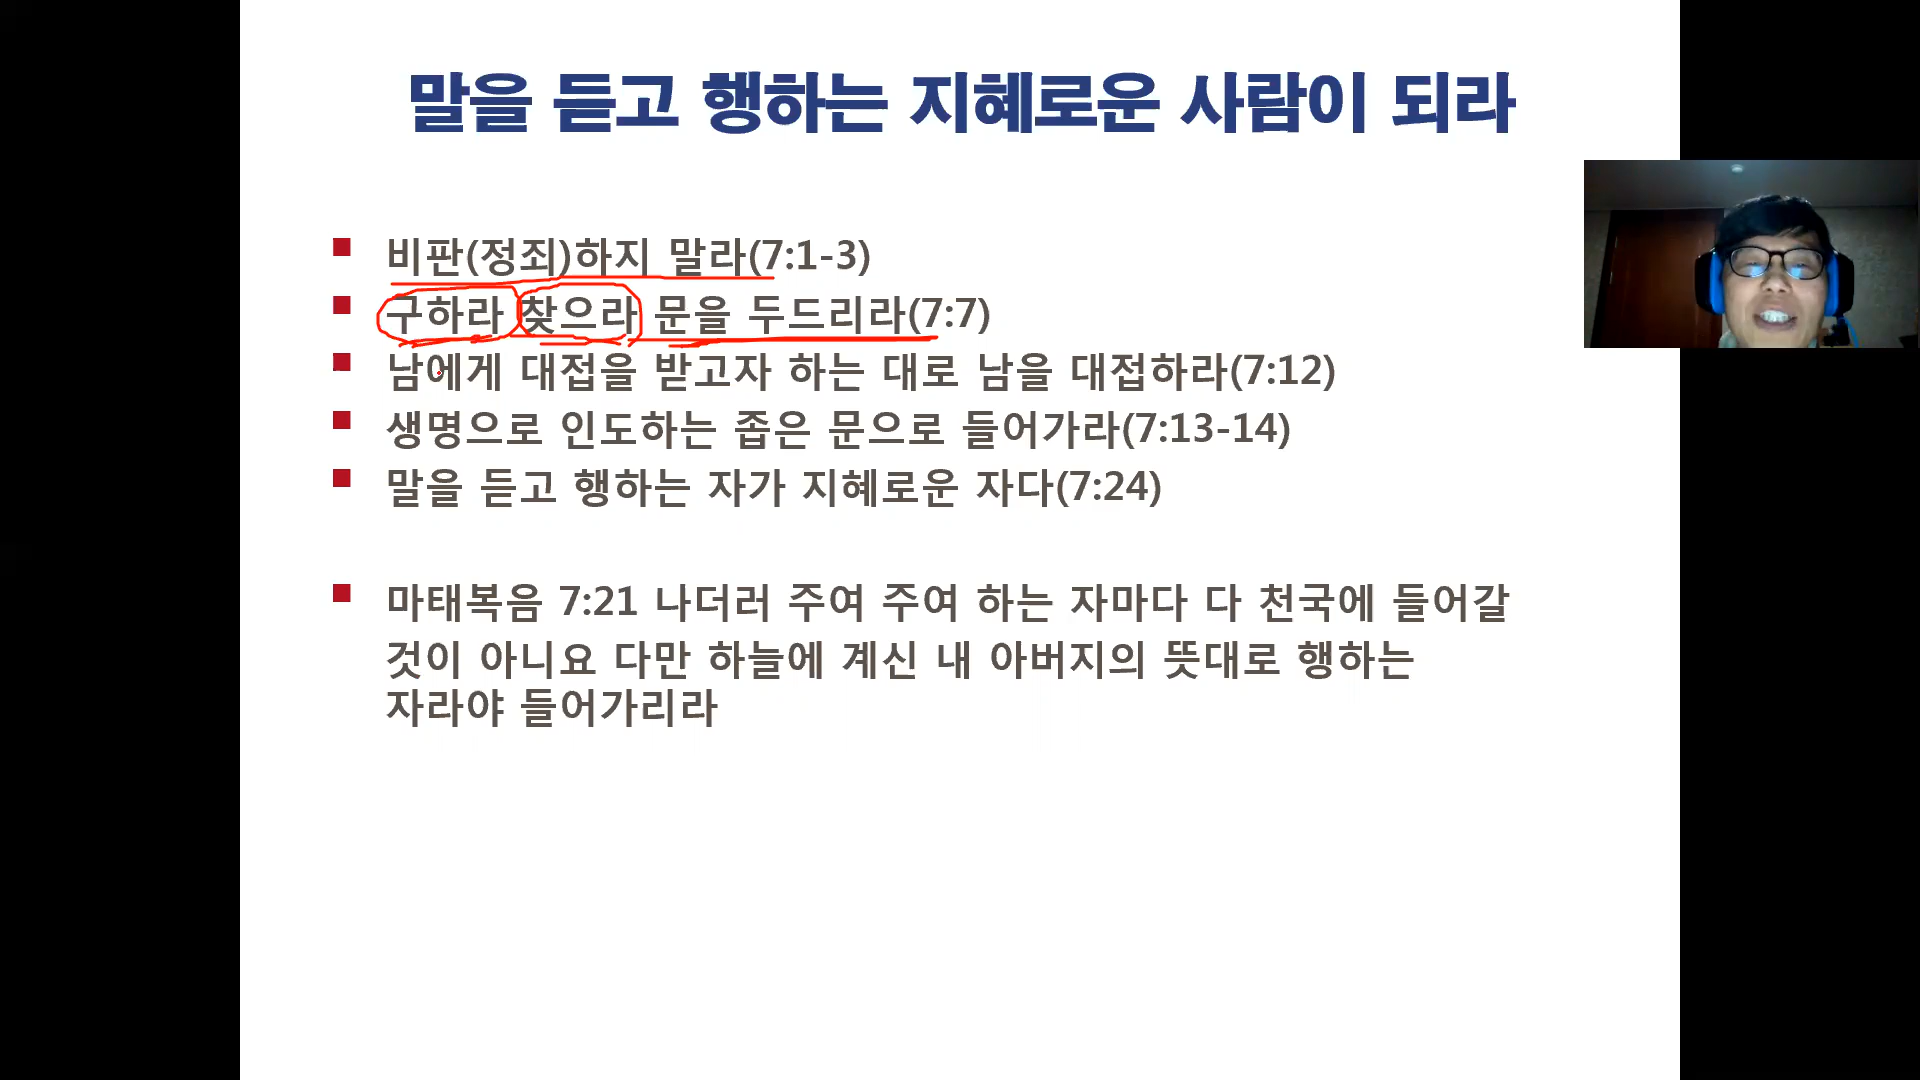 말을 듣고 행하는 지혜로운 사람이 되라
비판(정죄)하지 말라(7:1-3)
구하라 찾으라 문을 두드리라(7:7)
남에게 대접을 받고자 하는 대로 남을 대접하라(7:12)
생명으로 인도하는 좁은 문으로 들어가라(7:13-14)
말을 듣고 행하는 자가 지혜로운 자다(7:24)
마태복음 7:21 나더러 주여 주여 하는 자마다 다 천국에 들어갈
것이 아니요 다만 하늘에 계신 내 아버지의 뜻대로 행하는
자라야 들어가리라